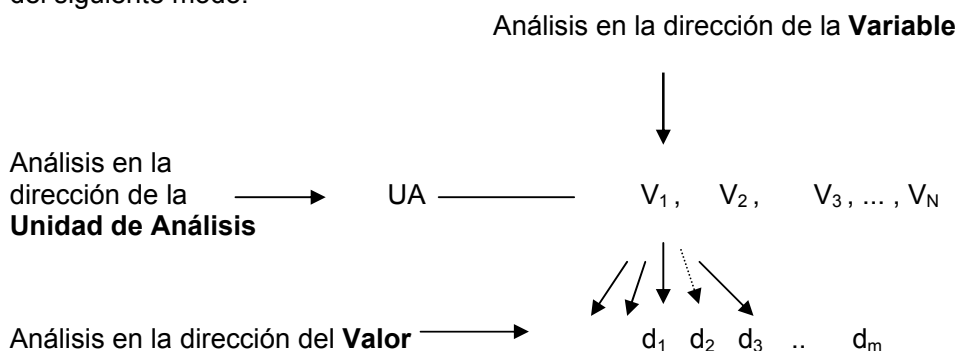 del siguiente modo:
Análisis en la dirección de la Variable
Análisis en la
dirección de la
Unidad de Análisis
UA
V₁ , V₂ , V₃ , ... , V_N
Análisis en la dirección del Valor
d₁ d₂ d₃ .. dₘ